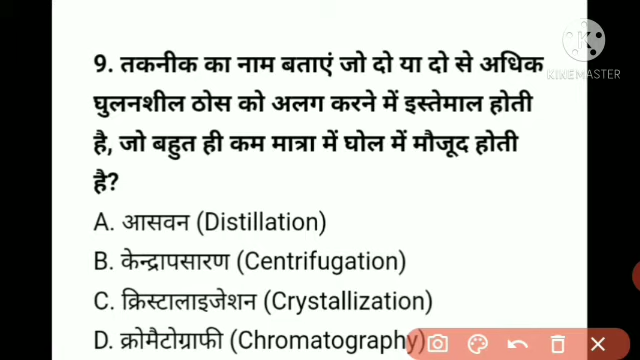 9. तकनीक का नाम बताएं जो दो या दो से अधिक
घुलनशील ठोस को अलग करने में इस्तेमाल होती
है, जो बहुत ही कम मात्रा में घोल में मौजूद होती
है?
A. आसवन (Distillation)
B. केन्द्रापसारण (Centrifugation)
C. क्रिस्टालाइजेशन (Crystallization)
D. क्रोमैटोग्राफी (Chromatography)
K
KINEMASTER